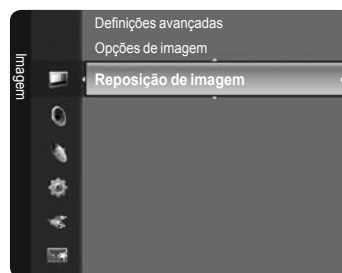 Imagem
Definições avançadas
Opções de imagem
Reposição de imagem